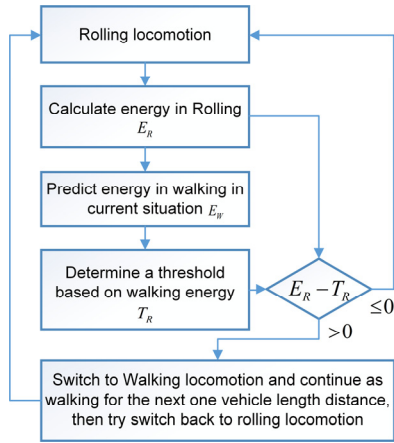 Rolling locomotion
Calculate energy in Rolling
E_R
Predict energy in walking in
current situation E_W
Determine a threshold
based on walking energy
T_R
E_R − T_R
≤0
>0
Switch to Walking locomotion and continue as
walking for the next one vehicle length distance,
then try switch back to rolling locomotion